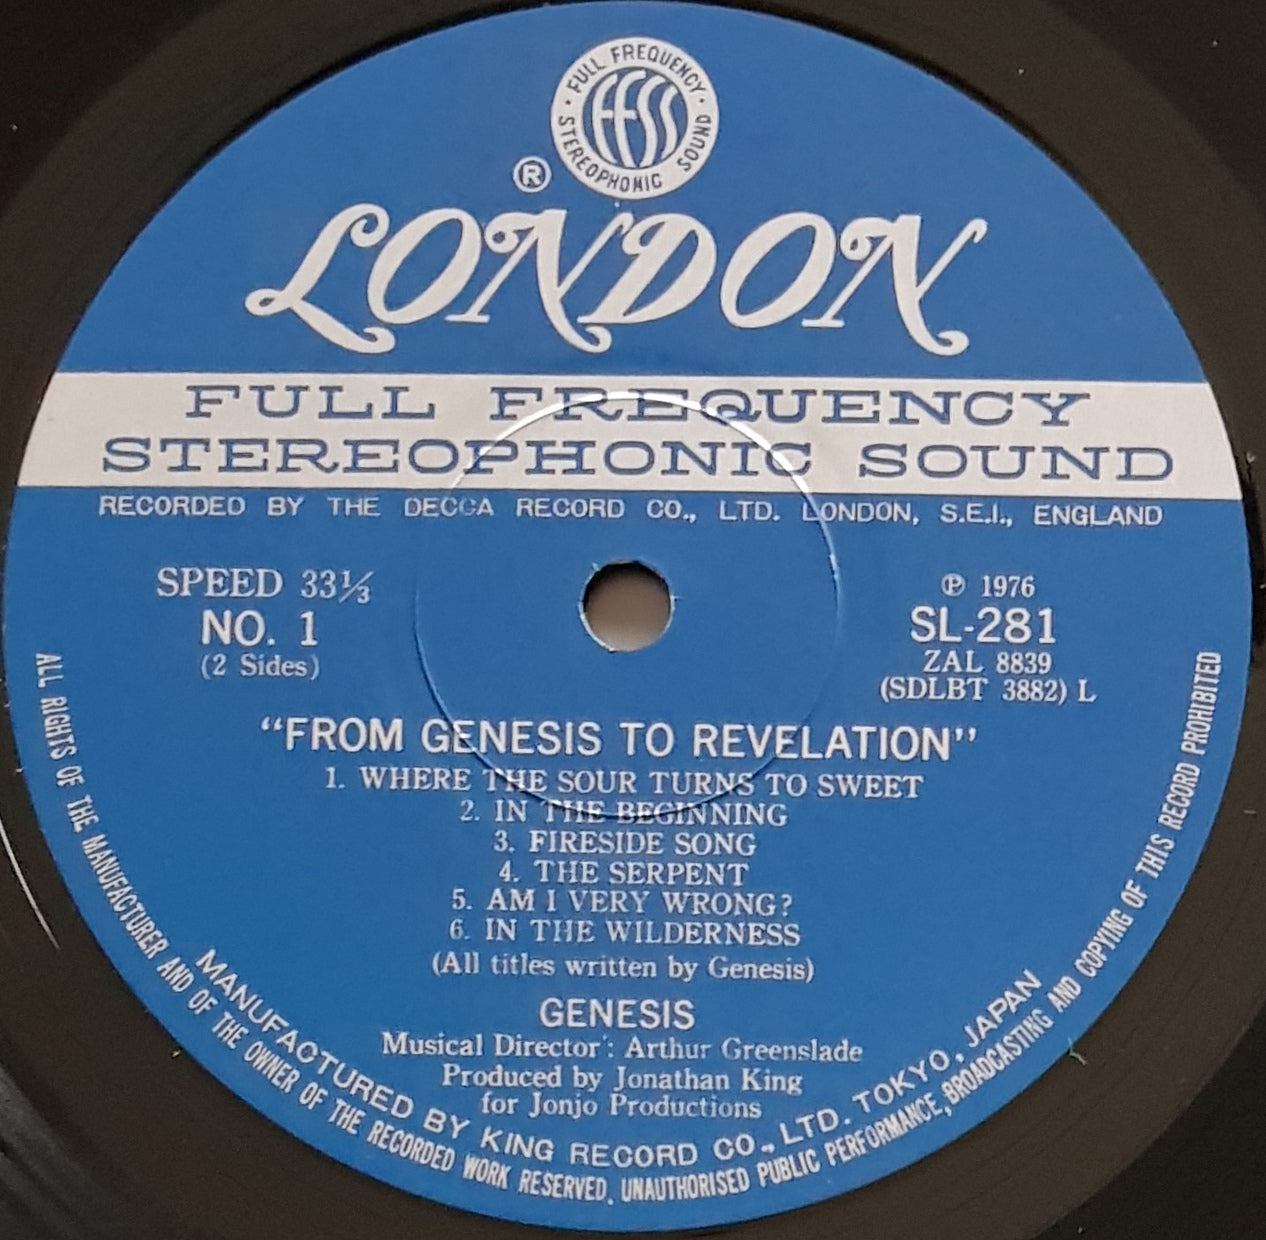 · FULL FREQUENCY · STEREOPHONIC SOUND
FFSS
®
LONDON
FULL FREQUENCY
STEREOPHONIC SOUND
RECORDED BY THE DECCA RECORD CO., LTD. LONDON, S.E.I., ENGLAND
SPEED 33⅓
NO. 1
(2 Sides)
℗ 1976
SL-281
ZAL 8839
(SDLBT 3882) L
"FROM GENESIS TO REVELATION"
1. WHERE THE SOUR TURNS TO SWEET
2. IN THE BEGINNING
3. FIRESIDE SONG
4. THE SERPENT
5. AM I VERY WRONG?
6. IN THE WILDERNESS
(All titles written by Genesis)
GENESIS
Musical Director : Arthur Greenslade
Produced by Jonathan King
for Jonjo Productions
MANUFACTURED BY KING RECORD CO., LTD. TOKYO, JAPAN
ALL RIGHTS OF THE MANUFACTURER AND OF THE OWNER OF THE RECORDED WORK RESERVED, UNAUTHORISED PUBLIC PERFORMANCE, BROADCASTING AND COPYING OF THIS RECORD PROHIBITED